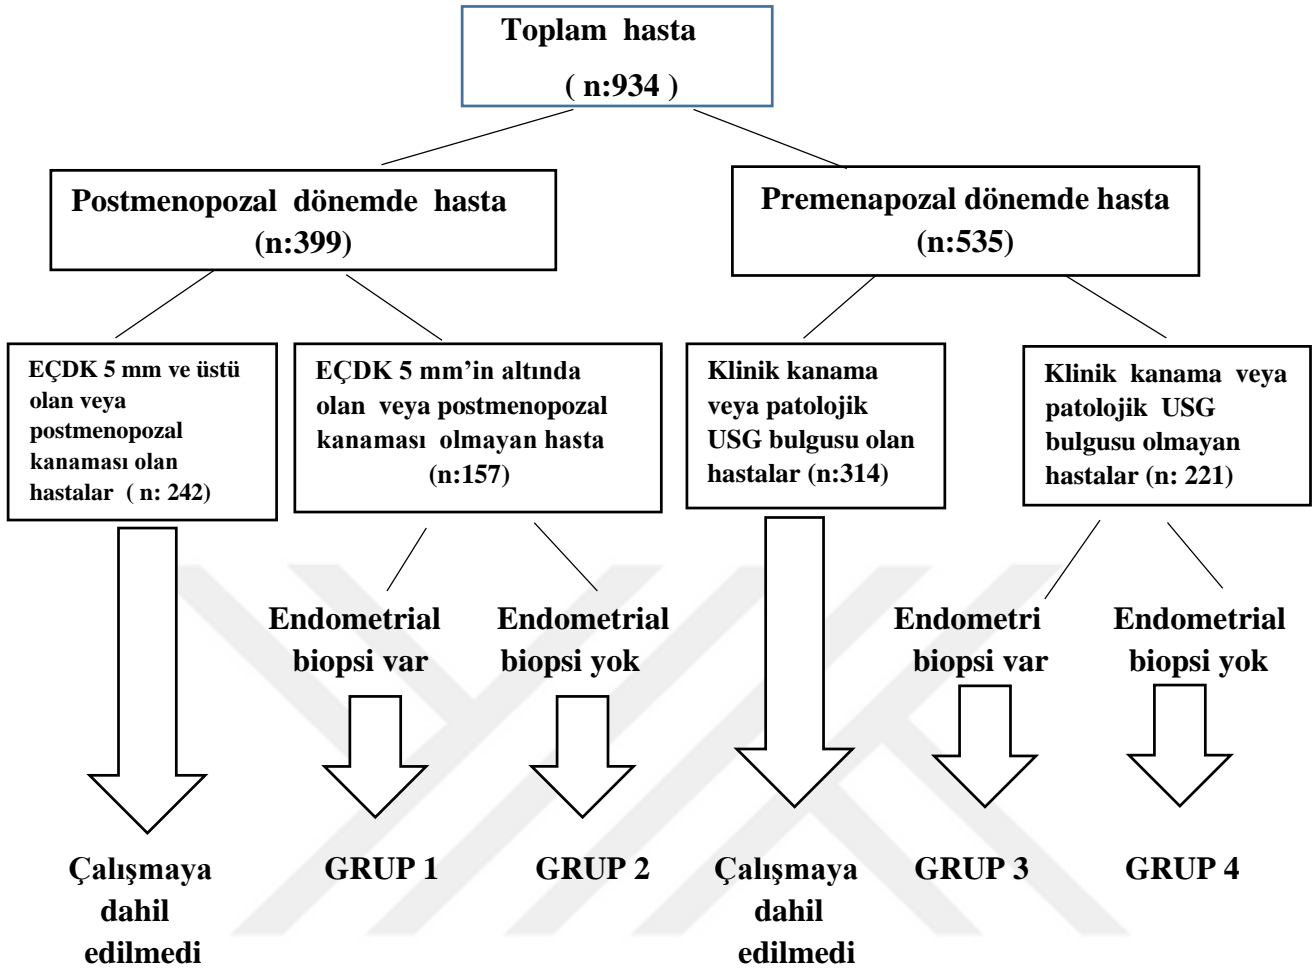 Toplam hasta
( n:934 )
Postmenopozal dönemde hasta
(n:399)
Premenapozal dönemde hasta
(n:535)
EÇDK 5 mm ve üstü
olan veya
postmenopozal
kanaması olan
hastalar ( n: 242)
EÇDK 5 mm’in altında
olan veya postmenopozal
kanaması olmayan hasta
(n:157)
Klinik kanama
veya patolojik
USG bulgusu olan
hastalar (n:314)
Klinik kanama veya
patolojik USG
bulgusu olmayan
hastalar (n: 221)
Endometrial
biopsi var
Endometrial
biopsi yok
Endometri
biopsi var
Endometrial
biopsi yok
Çalışmaya
dahil
edilmedi
GRUP 1
GRUP 2
Çalışmaya
dahil
edilmedi
GRUP 3
GRUP 4